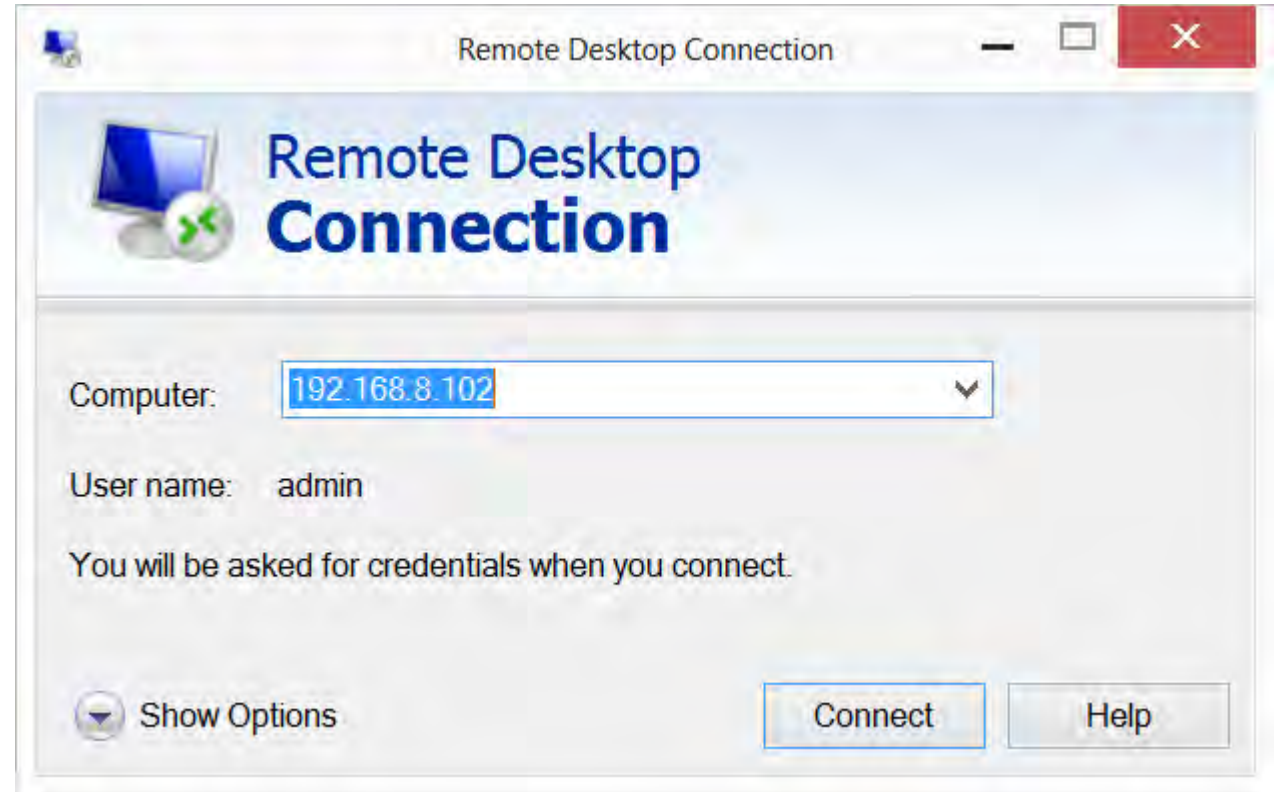 Remote Desktop Connection
Remote Desktop
Connection
Computer: 192.168.8.102
User name: admin
You will be asked for credentials when you connect.
Show Options Connect Help